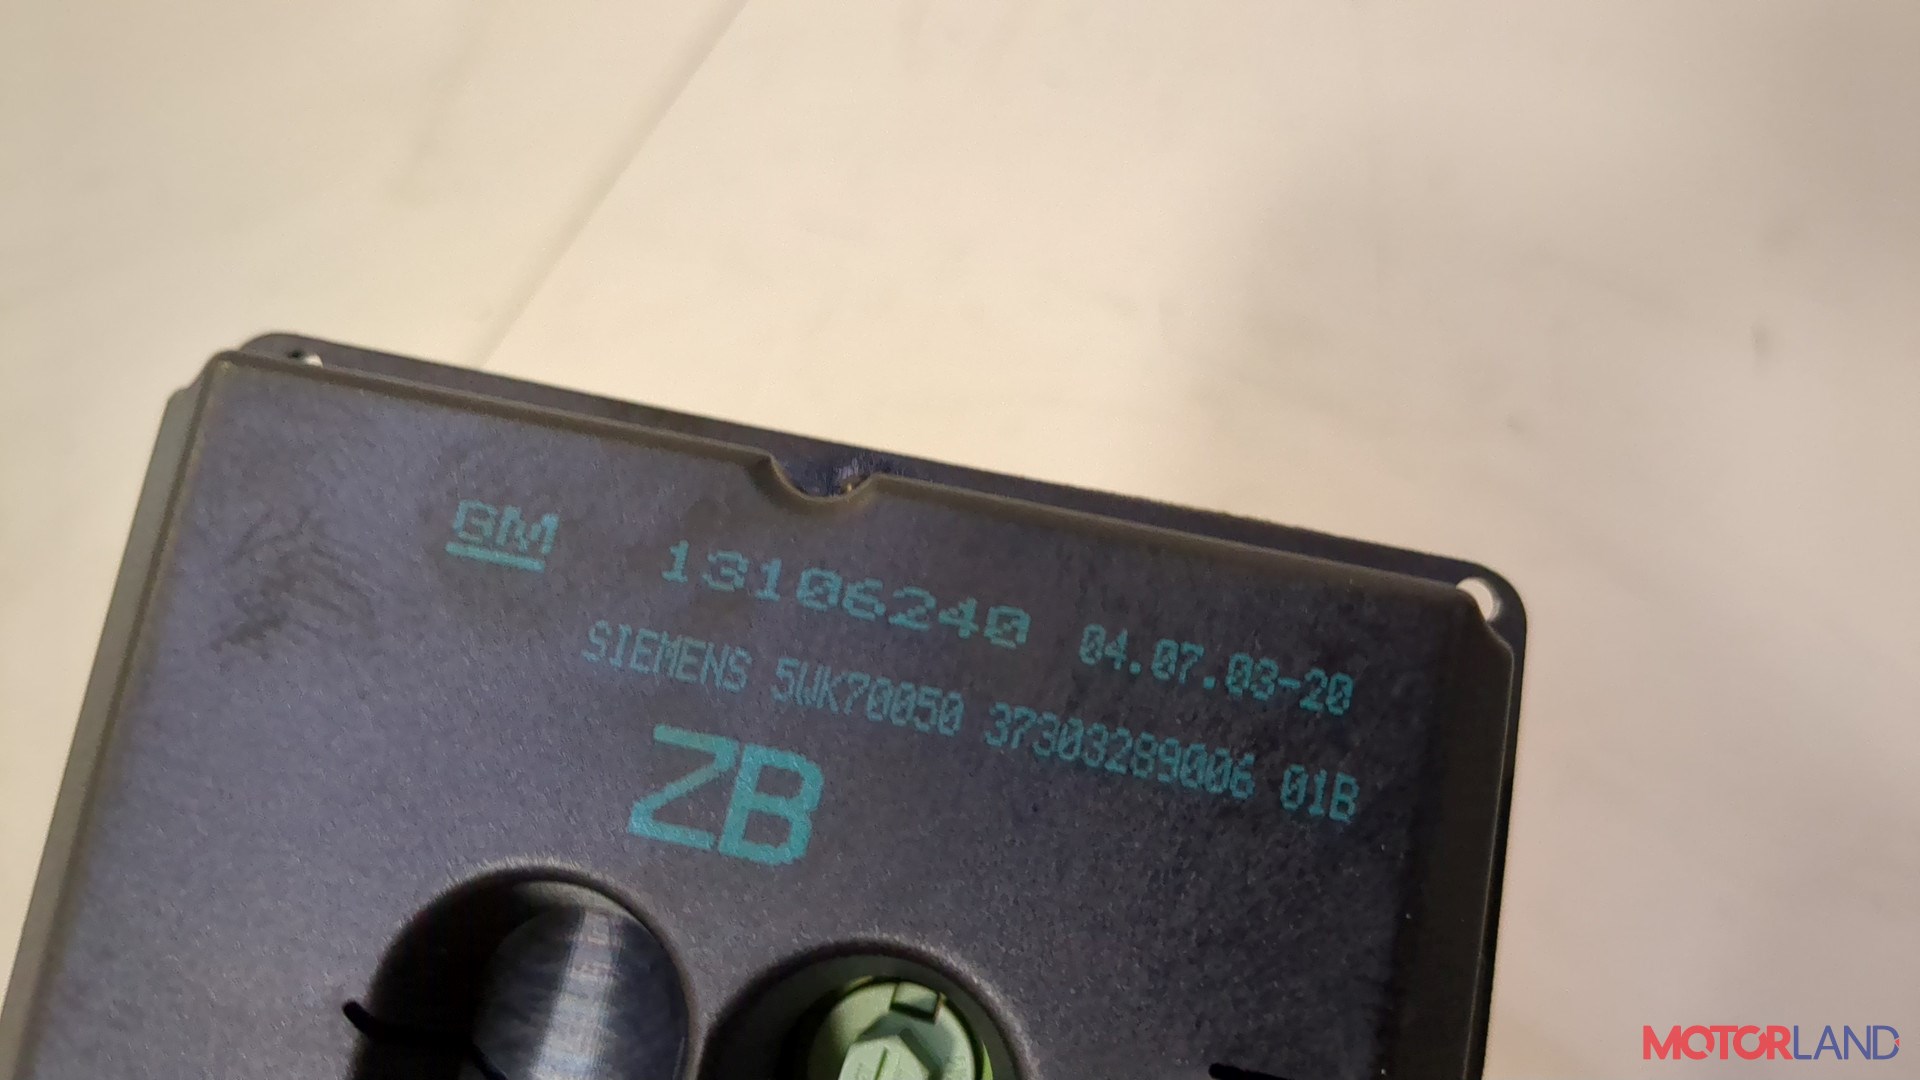 GM 13106240 04.07.03-20
SIEMENS 5WK70050 37303289006 01B
ZB
MOTORLAND